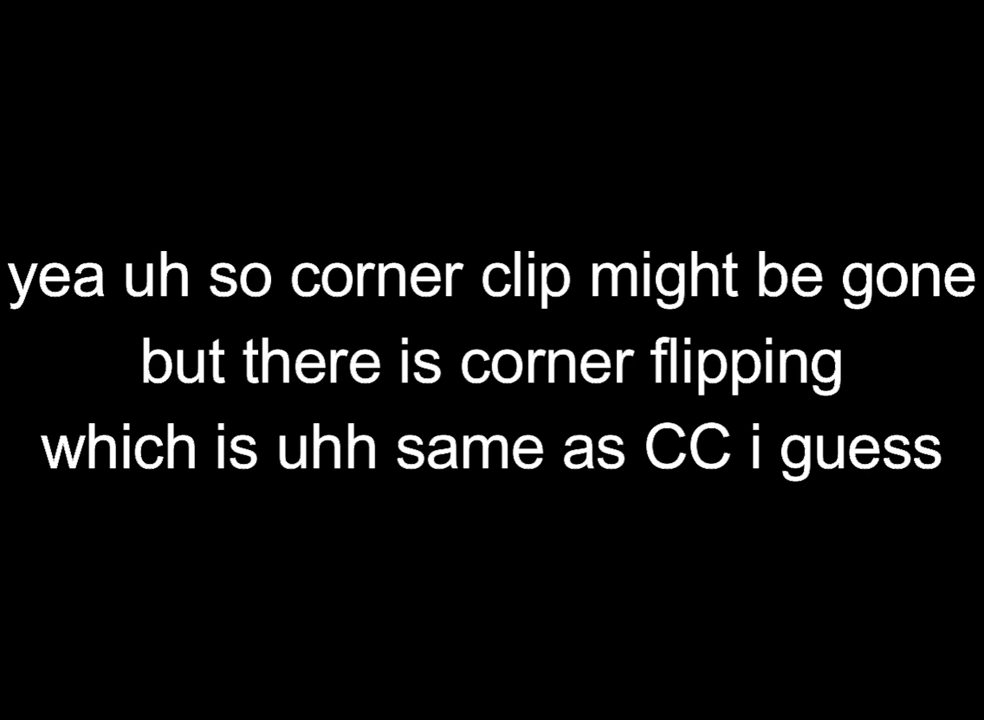 yea uh so corner clip might be gone
but there is corner flipping
which is uhh same as CC i guess